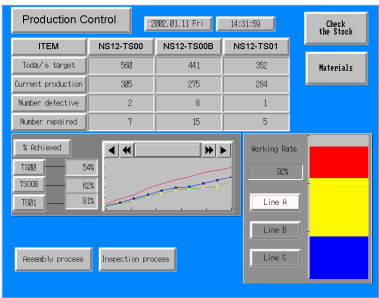 Production Control
2002.01.11 Fri
14:31:59
Check
the Stock
Materials
ITEM NS12-TS00 NS12-TS00B NS12-TS01
Today's target 560 441 352
Current production 305 275 284
Number defective 2 8 1
Number repaired 7 15 5
% Achieved
TS00 54%
TS00B 62%
TS01 81%
Working Rate
92%
Line A
Line B
Line C
Assembly process
Inspection process